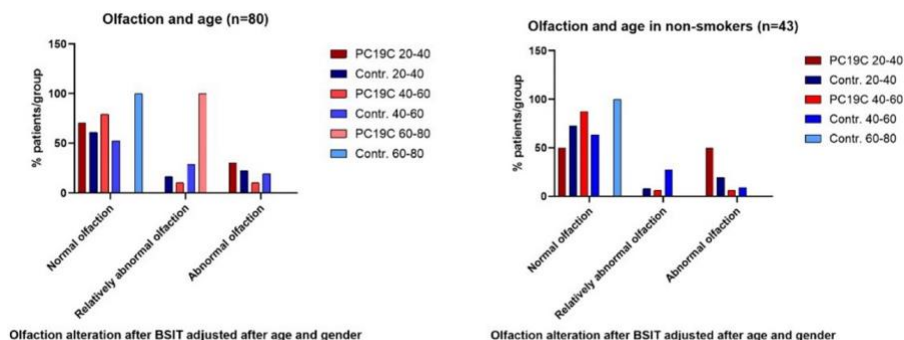 Olfaction and age (n=80)
% patients/group
150
100
50
0
PC19C 20-40
Contr. 20-40
PC19C 40-60
Contr. 40-60
PC19C 60-80
Contr. 60-80
Normal olfaction
Relatively abnormal olfaction
Abnormal olfaction
Olfaction alteration after BSIT adjusted after age and gender
Olfaction and age in non-smokers (n=43)
% patients/group
150
100
50
0
PC19C 20-40
Contr. 20-40
PC19C 40-60
Contr. 40-60
Contr. 60-80
Normal olfaction
Relatively abnormal olfaction
Abnormal olfaction
Olfaction alteration after BSIT adjusted after age and gender